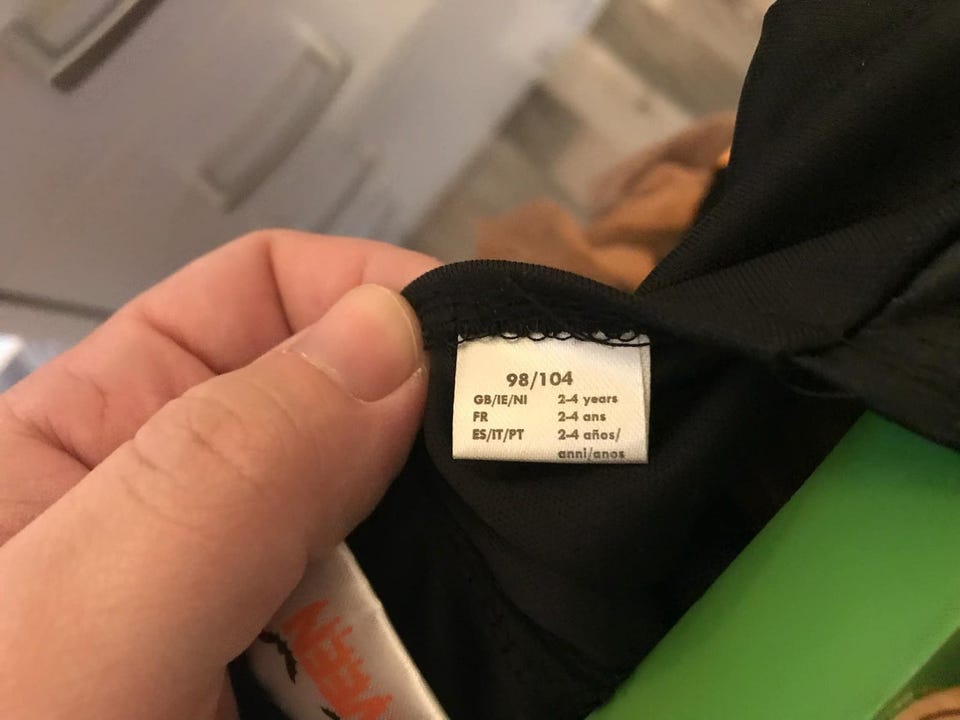 98/104
GB/IE/NI 2-4 years
FR 2-4 ans
ES/IT/PT 2-4 años/
anni/anos
VEEN